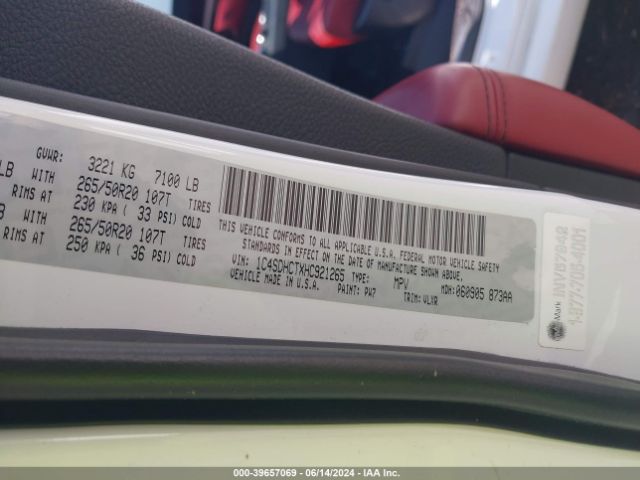 GVWR: 3221 KG 7100 LB
LB WITH 265/50R20 107T TIRES
RIMS AT 230 KPA ( 33 PSI) COLD
WITH 265/50R20 107T TIRES
RIMS AT 250 KPA ( 36 PSI) COLD
THIS VEHICLE CONFORMS TO ALL APPLICABLE U.S.A. FEDERAL MOTOR VEHICLE SAFETY
STANDARDS IN EFFECT ON THE DATE OF MANUFACTURE SHOWN ABOVE.
VIN: 1C4SDHCTXHC921265 TYPE: MPV MDH:060905 873AA
VEHICLE MADE IN U.S.A. PAINT: PW7 TRIM: VLXR
Mark
00-39657069 / 06/14/2024 / IAA Inc.